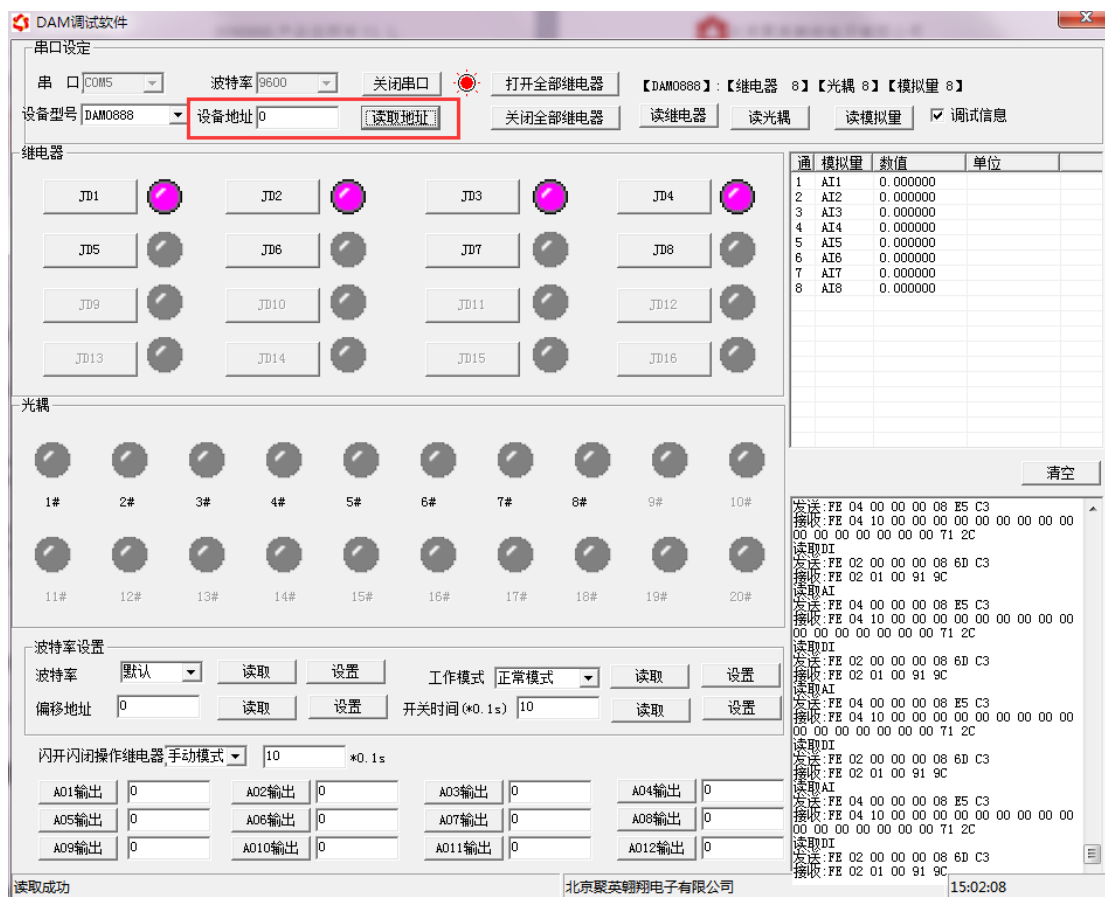 DAM调试软件
串口设定
串 口 COM5 波特率 9600 关闭串口 打开全部继电器 【DAM0888】:【继电器 8】【光耦 8】【模拟量 8】
设备型号 DAM0888 设备地址 0 读取地址 关闭全部继电器 读继电器 读光耦 读模拟量 调试信息
继电器
JD1 JD2 JD3 JD4
JD5 JD6 JD7 JD8
JD9 JD10 JD11 JD12
JD13 JD14 JD15 JD16
通 模拟量 数值 单位
1 AI1 0.000000
2 AI2 0.000000
3 AI3 0.000000
4 AI4 0.000000
5 AI5 0.000000
6 AI6 0.000000
7 AI7 0.000000
8 AI8 0.000000
光耦
1# 2# 3# 4# 5# 6# 7# 8# 9# 10#
11# 12# 13# 14# 15# 16# 17# 18# 19# 20#
清空
发送:FE 04 00 00 00 08 E5 C3
接收:FE 04 10 00 00 00 00 00 00 00 00 00
00 00 00 00 00 00 00 71 2C
读取DI
发送:FE 02 00 00 00 08 6D C3
接收:FE 02 01 00 91 9C
读取AI
发送:FE 04 00 00 00 08 E5 C3
接收:FE 04 10 00 00 00 00 00 00 00 00 00
00 00 00 00 00 00 00 71 2C
读取DI
发送:FE 02 00 00 00 08 6D C3
接收:FE 02 01 00 91 9C
读取AI
发送:FE 04 00 00 00 08 E5 C3
接收:FE 04 10 00 00 00 00 00 00 00 00 00
00 00 00 00 00 00 00 71 2C
读取DI
发送:FE 02 00 00 00 08 6D C3
接收:FE 02 01 00 91 9C
读取AI
发送:FE 04 00 00 00 08 E5 C3
接收:FE 04 10 00 00 00 00 00 00 00 00 00
00 00 00 00 00 00 00 71 2C
读取DI
发送:FE 02 00 00 00 08 6D C3
接收:FE 02 01 00 91 9C
波特率设置
波特率 默认 读取 设置 工作模式 正常模式 读取 设置
偏移地址 0 读取 设置 开关时间(*0.1s) 10 读取 设置
闪开闪闭操作继电器 手动模式 10 *0.1s
AO1输出 0 AO2输出 0 AO3输出 0 AO4输出 0
AO5输出 0 AO6输出 0 AO7输出 0 AO8输出 0
AO9输出 0 AO10输出 0 AO11输出 0 AO12输出 0
读取成功 北京聚英翱翔电子有限公司 15:02:08